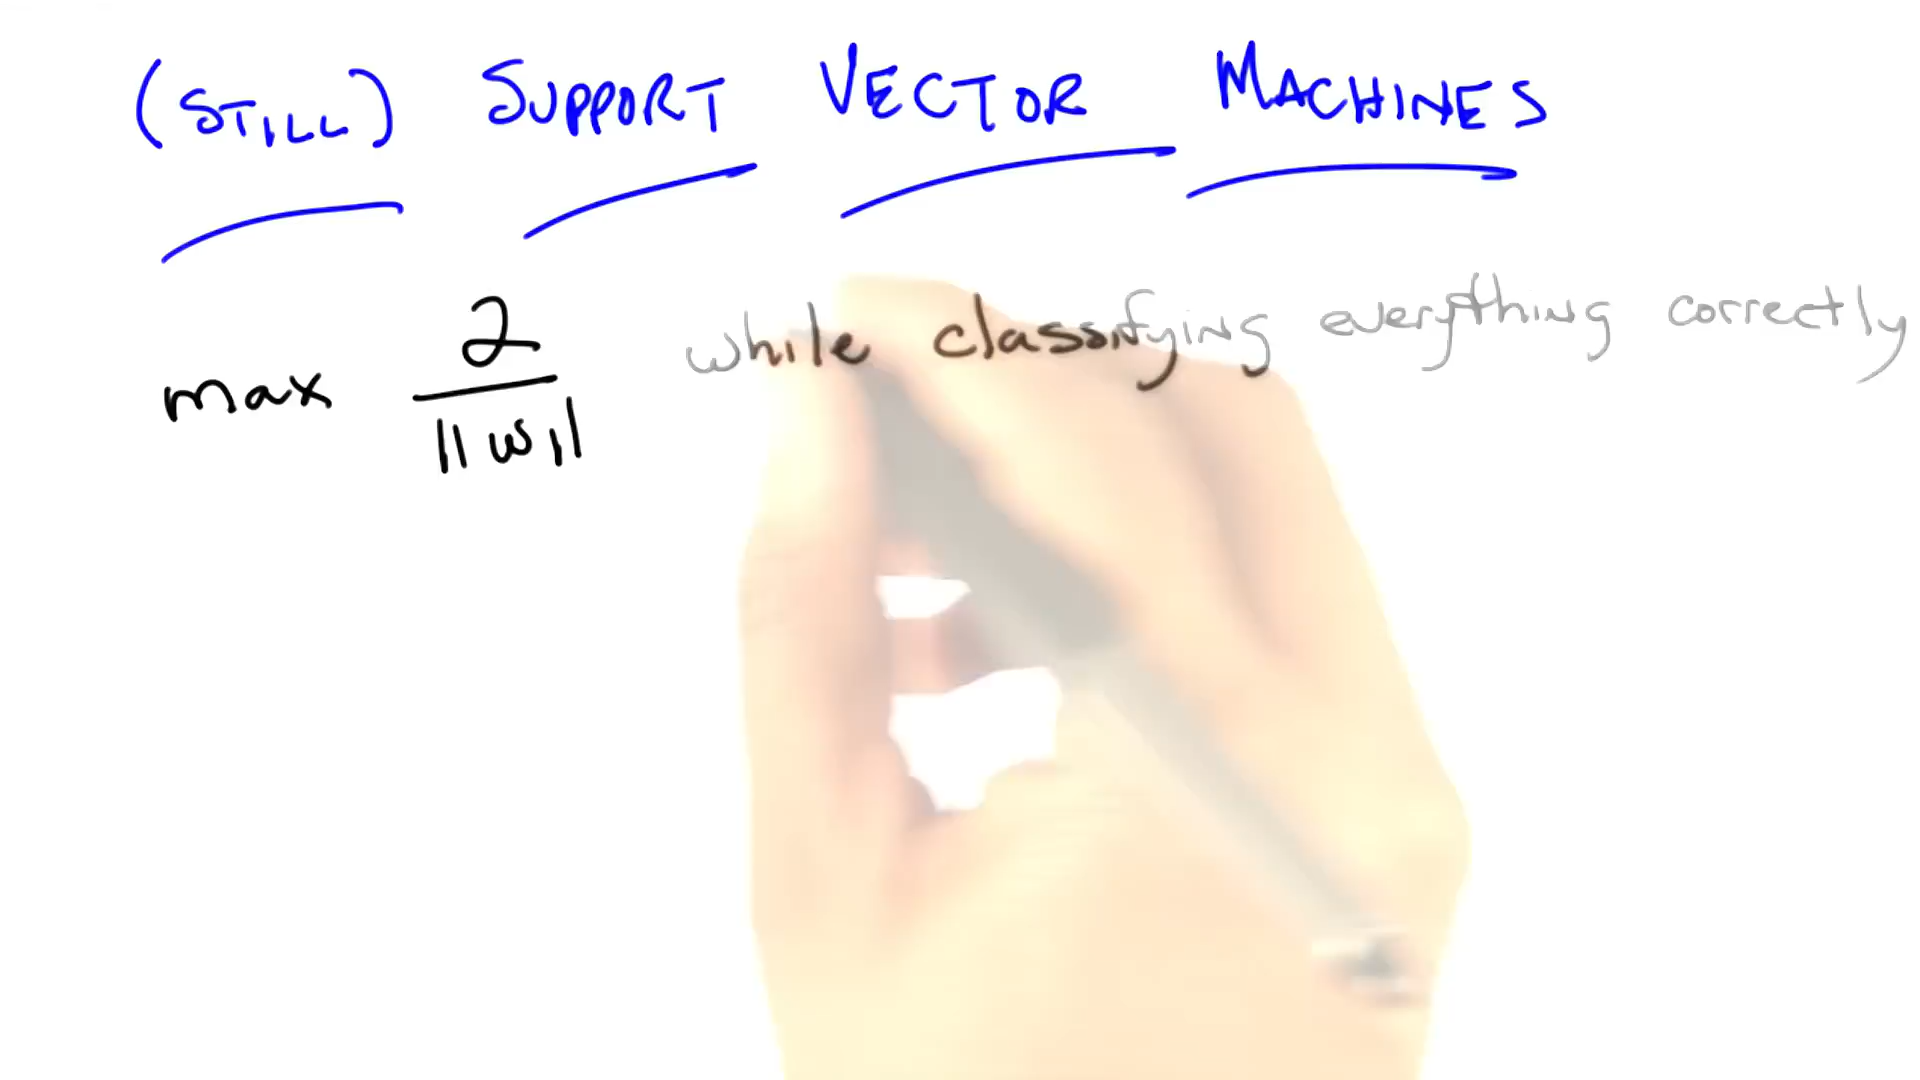 (STILL) SUPPORT VECTOR MACHINES
max 2/||w|| while classifying everything correctly